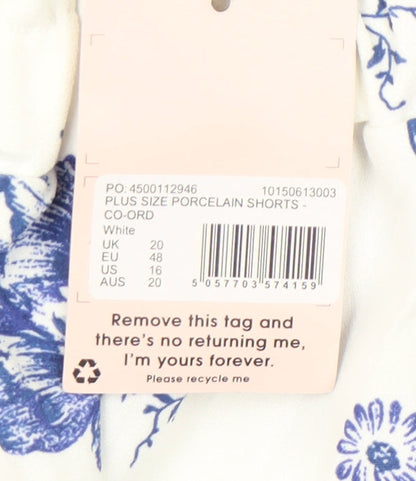 PO: 4500112946 10150613003
PLUS SIZE PORCELAIN SHORTS -
CO-ORD
White
UK 20
EU 48
US 16
AUS 20
5 057703 574159
Remove this tag and
there's no returning me,
I'm yours forever.
Please recycle me